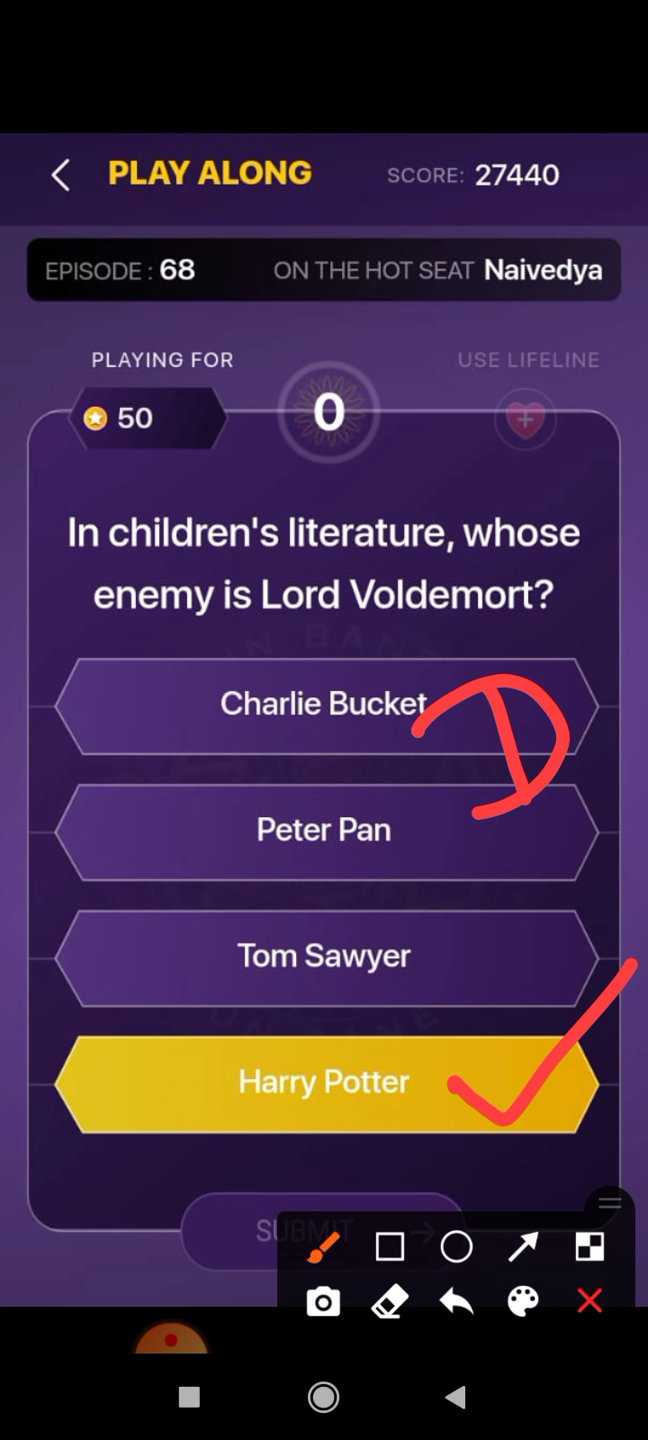 PLAY ALONG SCORE: 27440
EPISODE : 68 ON THE HOT SEAT Naivedya
PLAYING FOR USE LIFELINE
50 0
In children's literature, whose
enemy is Lord Voldemort?
Charlie Bucket
D
Peter Pan
Tom Sawyer
Harry Potter
SUBMIT